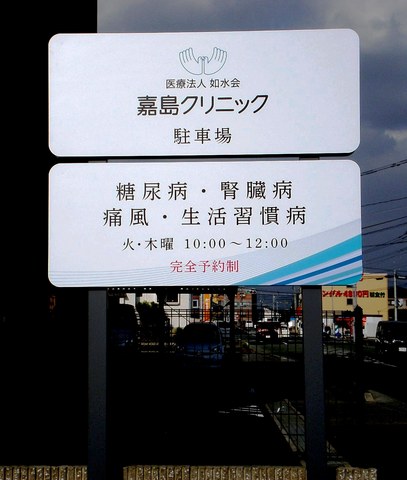 医療法人 如水会
嘉島クリニック
駐車場
糖尿病・腎臓病
痛風・生活習慣病
火・木曜 10:00～12:00
完全予約制